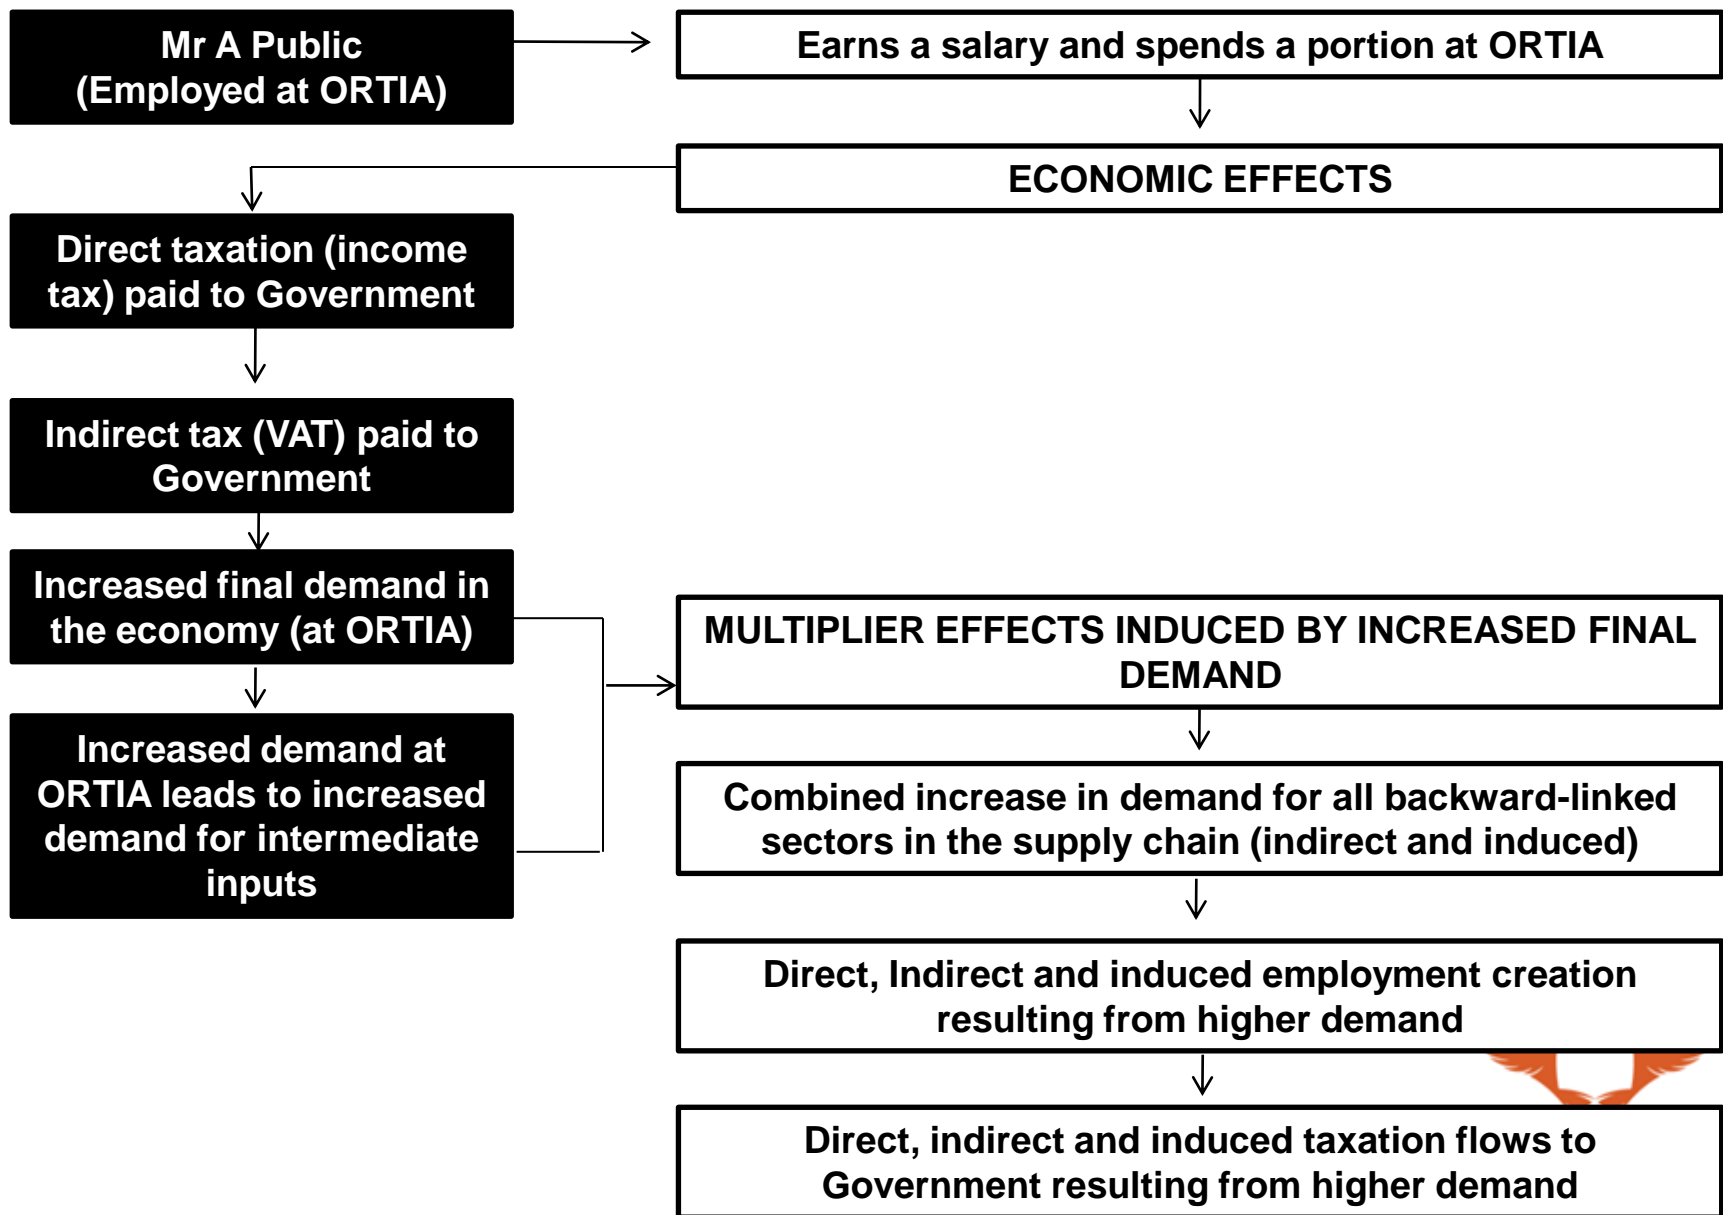 Mr A Public
(Employed at ORTIA)
Earns a salary and spends a portion at ORTIA
ECONOMIC EFFECTS
Direct taxation (income
tax) paid to Government
Indirect tax (VAT) paid to
Government
Increased final demand in
the economy (at ORTIA)
Increased demand at
ORTIA leads to increased
demand for intermediate
inputs
MULTIPLIER EFFECTS INDUCED BY INCREASED FINAL
DEMAND
Combined increase in demand for all backward-linked
sectors in the supply chain (indirect and induced)
Direct, Indirect and induced employment creation
resulting from higher demand
Direct, indirect and induced taxation flows to
Government resulting from higher demand